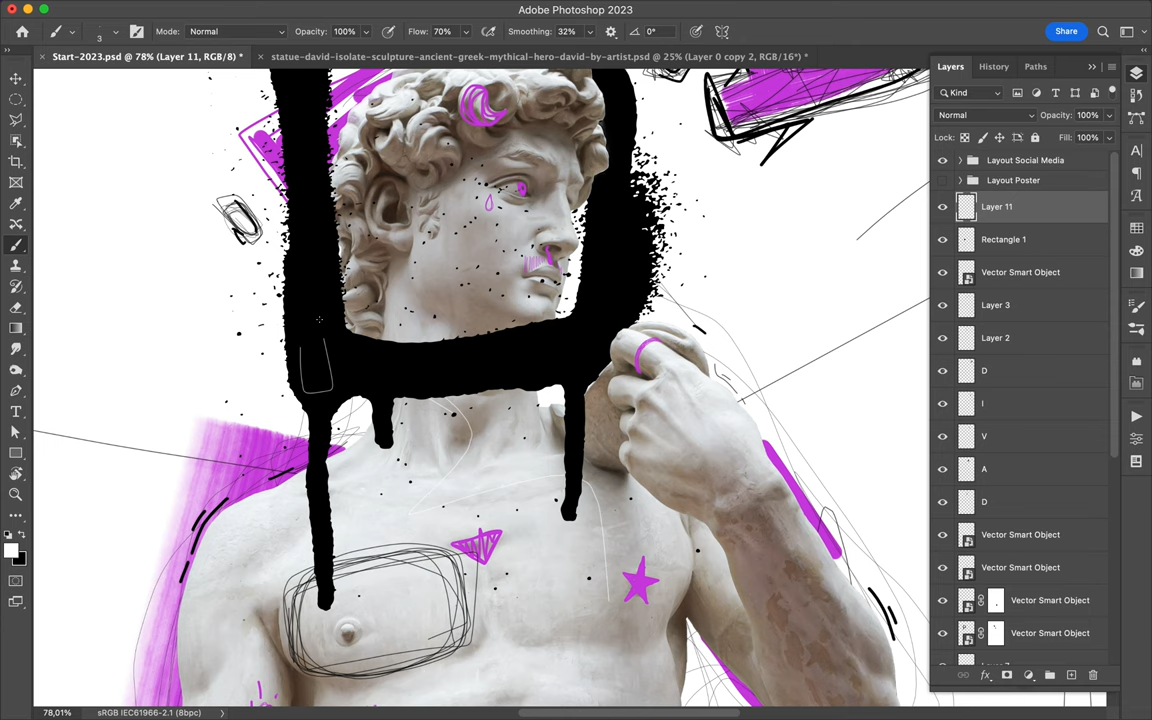 Adobe Photoshop 2023
3
Mode: Normal
Opacity: 100%
Flow: 70%
Smoothing: 32%
0°
Share
Start-2023.psd @ 78% (Layer 11, RGB/8) *
statue-david-isolate-sculpture-ancient-greek-mythical-hero-david-by-artist.psd @ 25% (Layer 0 copy 2, RGB/16*) *
Layers
History
Paths
Kind
Normal
Opacity: 100%
Lock:
Fill: 100%
Layout Social Media
Layout Poster
Layer 11
Rectangle 1
Vector Smart Object
Layer 3
Layer 2
D
I
V
A
D
Vector Smart Object
Vector Smart Object
Vector Smart Object
Vector Smart Object
78,01%
sRGB IEC61966-2.1 (8bpc)